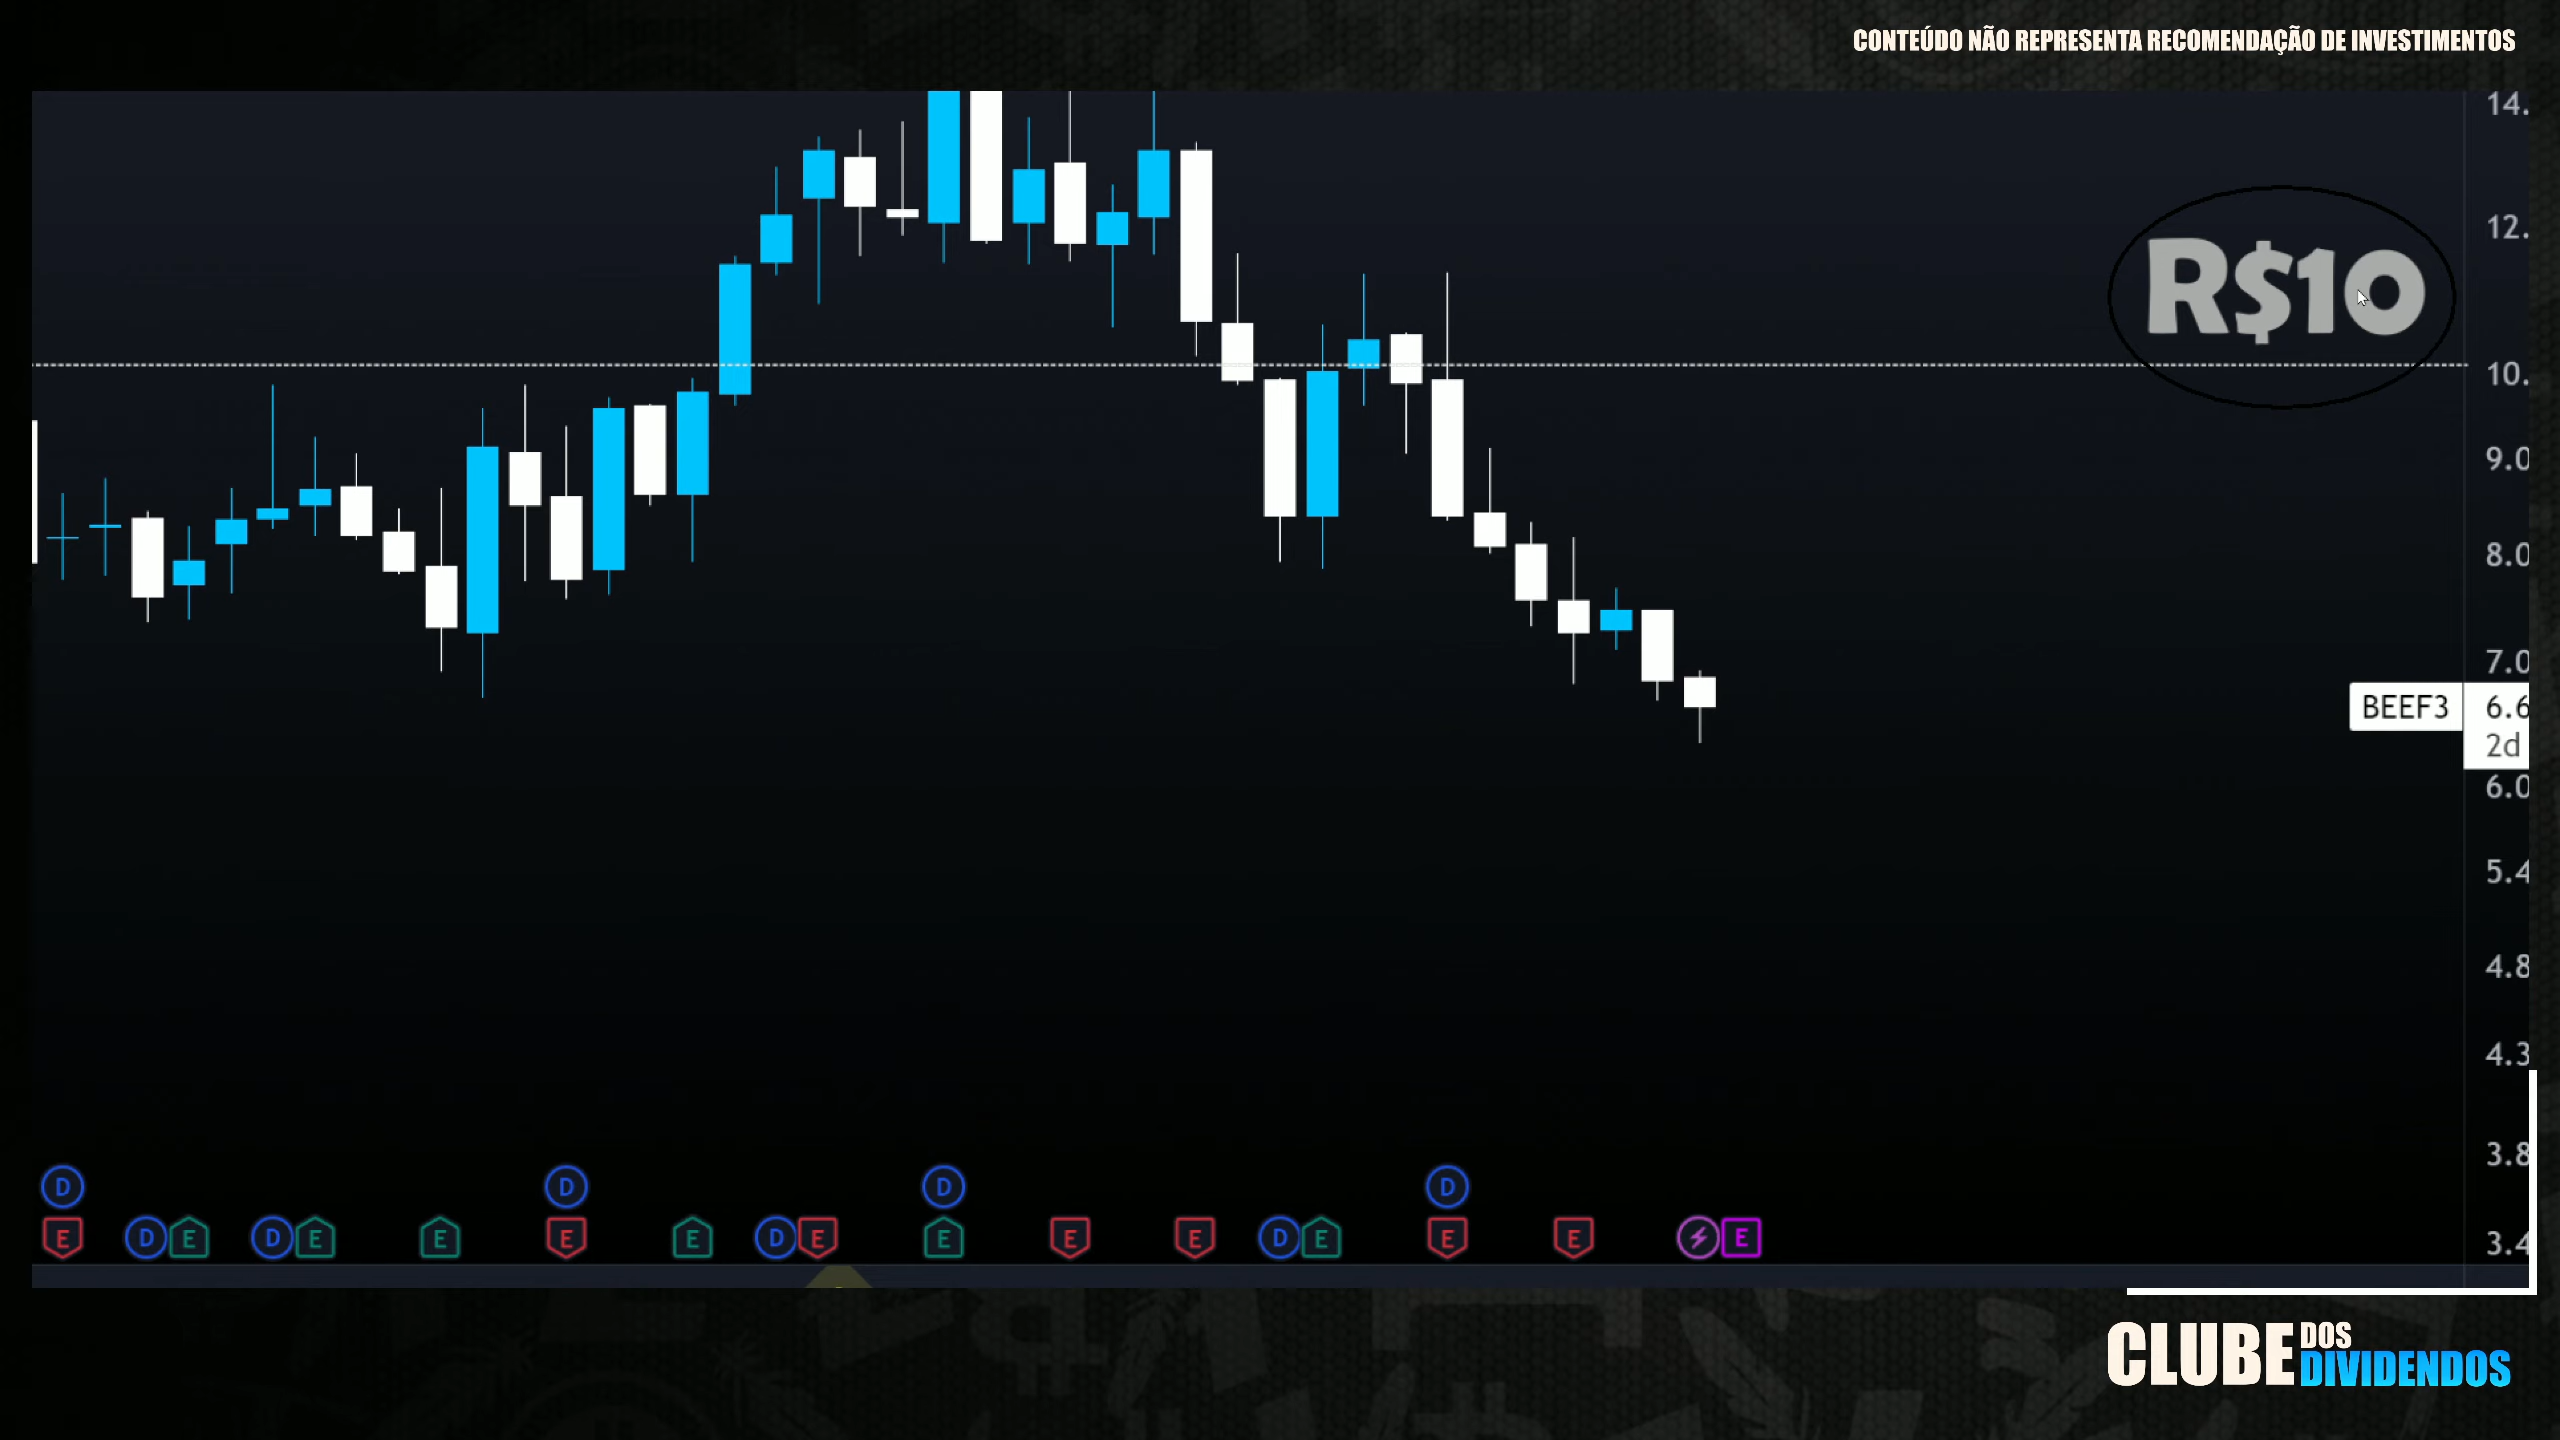 CONTEÚDO NÃO REPRESENTA RECOMENDAÇÃO DE INVESTIMENTOS
14.
12.
R$10
10.
9.0
8.0
7.0
BEEF3 6.6
2d
6.0
5.4
4.8
4.3
3.8
3.4
D D D D
E D E D E E E E D E E E E D E E E E
CLUBE DOS DIVIDENDOS